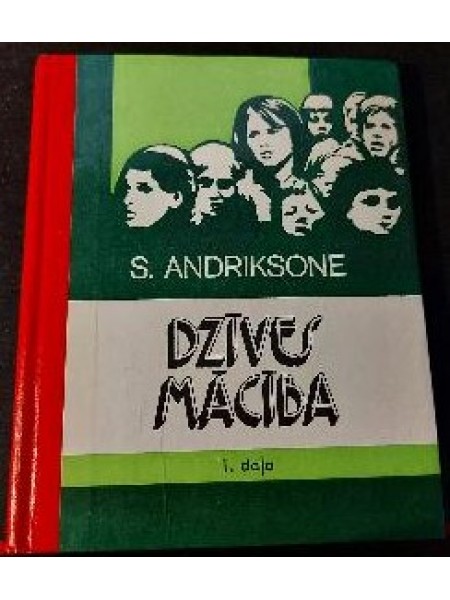 S. ANDRIKSONE
DZĪVES
MĀCĪBA
1. daļa